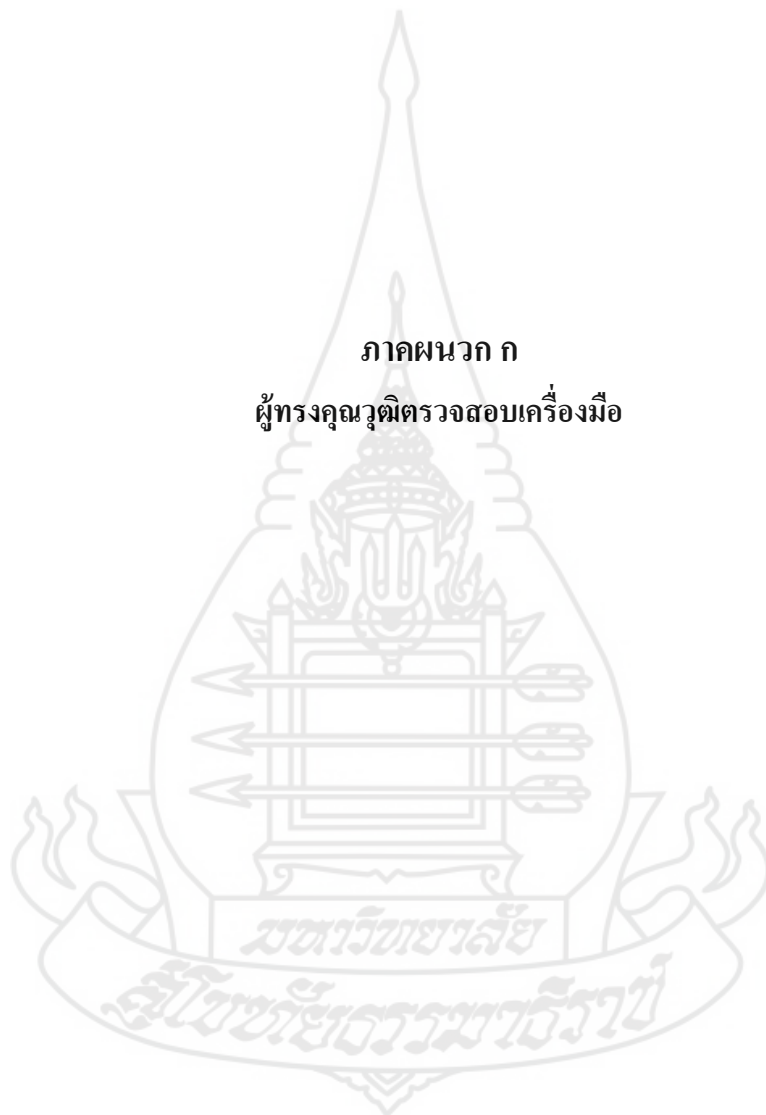 ภาคผนวก ก
ผู้ทรงคุณวุฒิตรวจสอบเครื่องมือ
มหาวิทยาลัย
สุโขทัยธรรมาธิราช